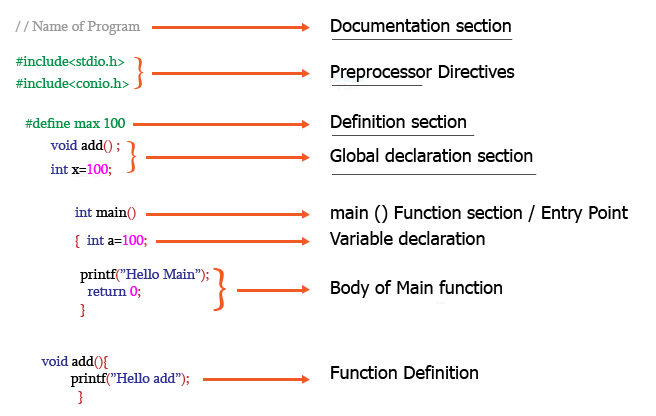 // Name of Program Documentation section
#include<stdio.h>
Preprocessor Directives
#include<conio.h>
#define max 100 Definition section
void add() ;
Global declaration section
int x=100;
int main() main () Function section / Entry Point
{ int a=100; Variable declaration
printf("Hello Main");
return 0; Body of Main function
}
void add(){
printf("Hello add"); Function Definition
}